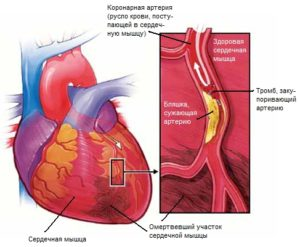 Коронарная артерия
(русло крови, посту-
пающей в сердеч-
ную мышцу)
Здоровая
сердечная
мышца
Тромб, заку-
поривающий
артерию
Бляшка,
сужающая
артерию
Сердечная мышца
Омертвевший участок
сердечной мышцы